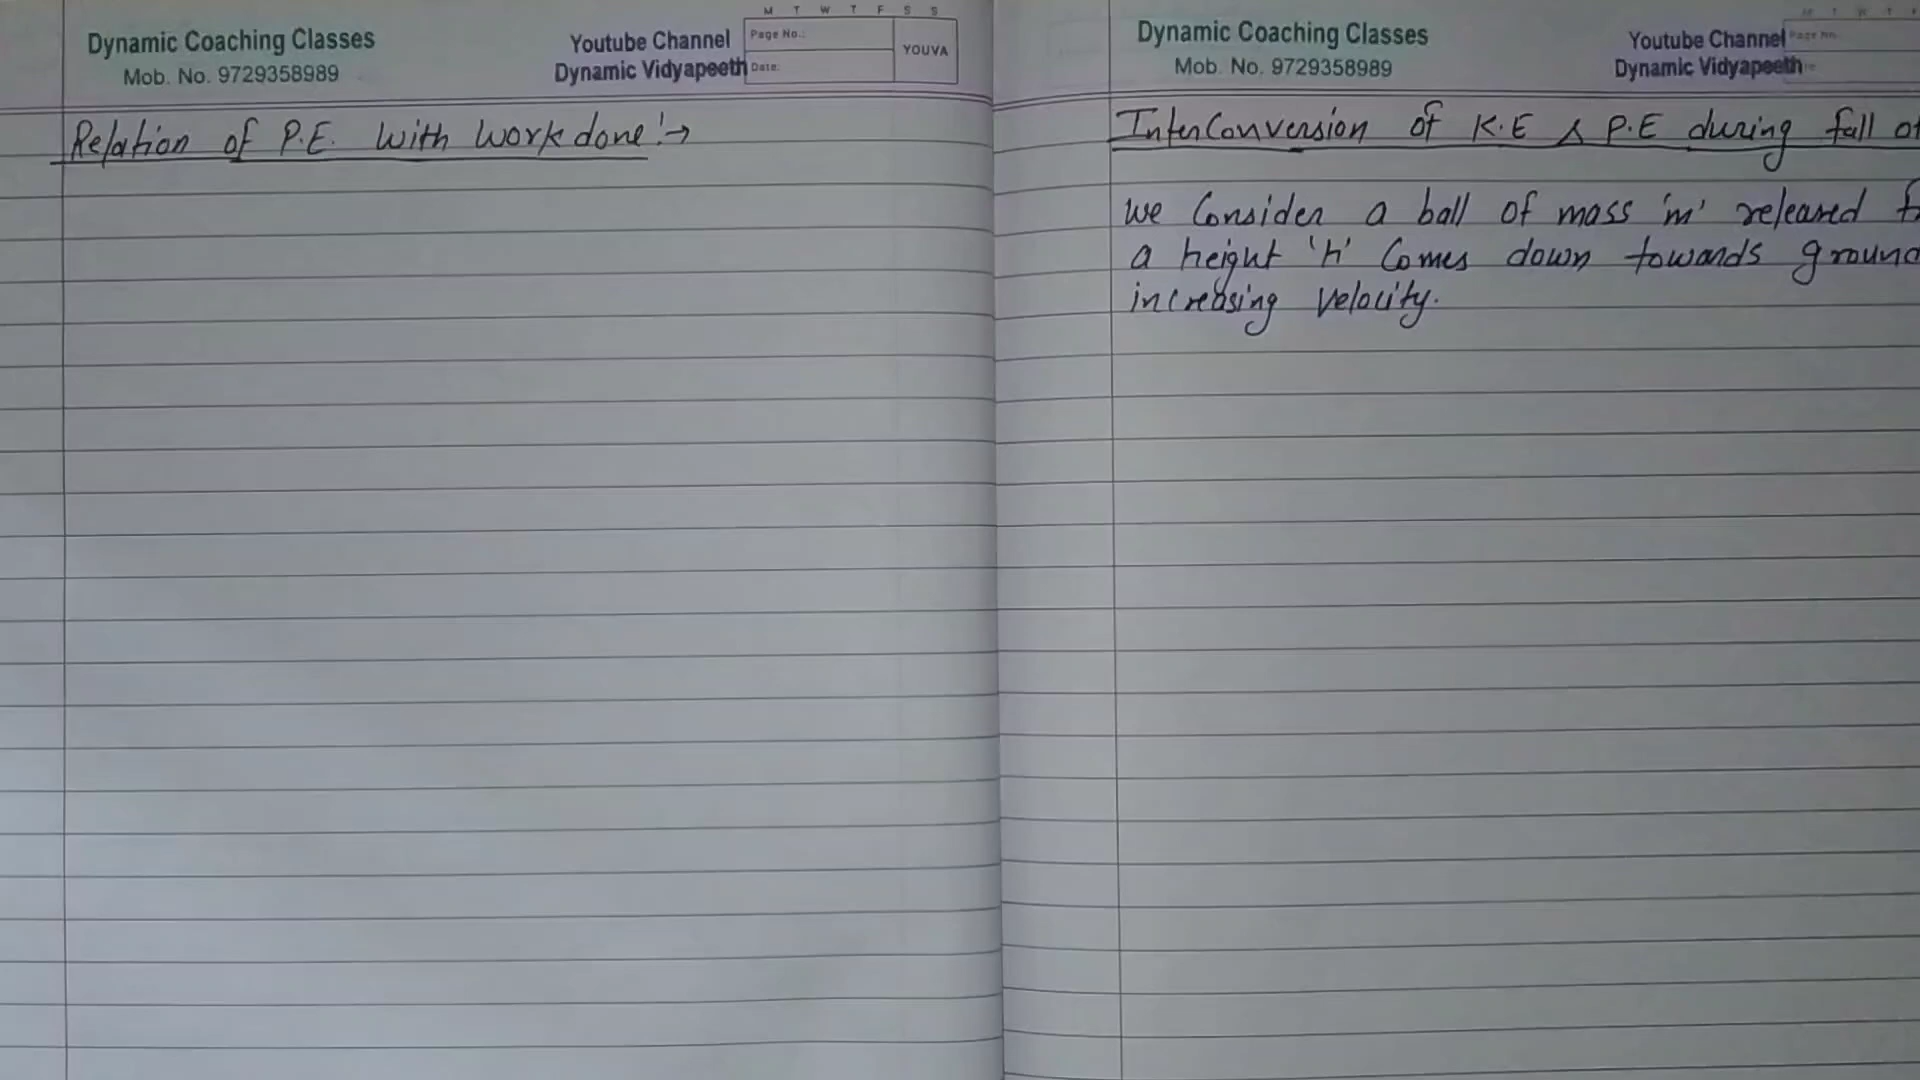 M T W T F S S
Dynamic Coaching Classes
Mob. No. 9729358989
Youtube Channel
Dynamic Vidyapeeth
Page No.:
Date:
YOUVA
Relation of P.E. with work done:→
Dynamic Coaching Classes
Mob. No. 9729358989
Youtube Channel
Dynamic Vidyapeeth
Page No.
InterConversion of K.E & P.E during fall of
we Consider a ball of mass 'm' released
a height 'h' Comes down towards ground
increasing velocity.